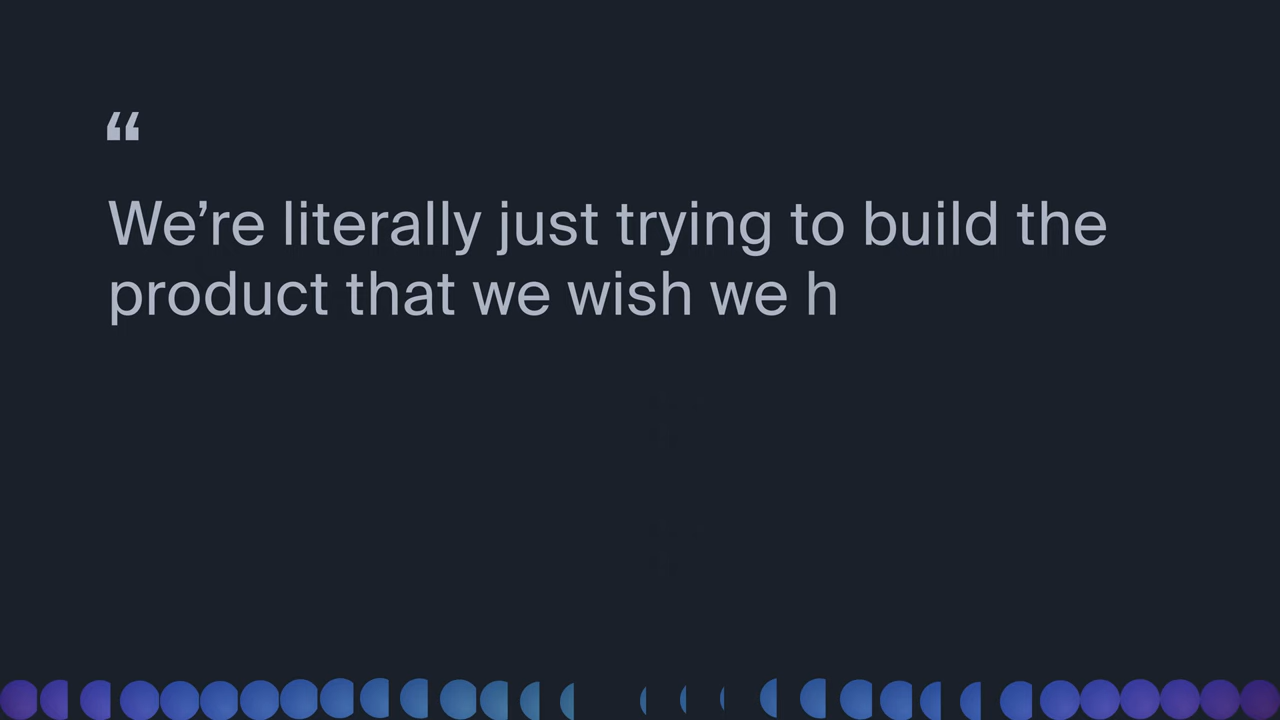 “
We’re literally just trying to build the
product that we wish we h